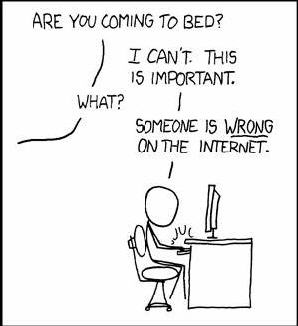 ARE YOU COMING TO BED?
I CAN'T. THIS
IS IMPORTANT.
WHAT?
SOMEONE IS WRONG
ON THE INTERNET.